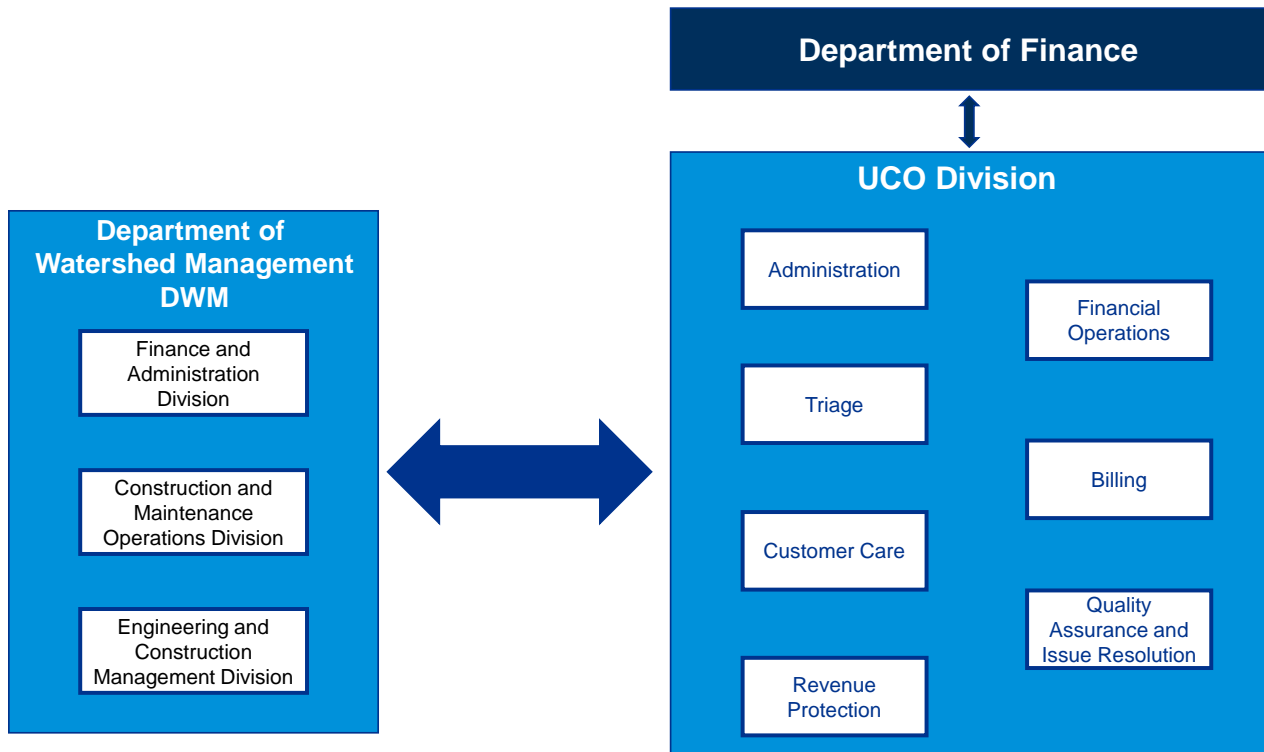 Department of Finance
UCO Division
Department of
Watershed Management
DWM
Finance and
Administration
Division
Construction and
Maintenance
Operations Division
Engineering and
Construction
Management Division
Administration
Triage
Customer Care
Revenue
Protection
Financial
Operations
Billing
Quality
Assurance and
Issue Resolution